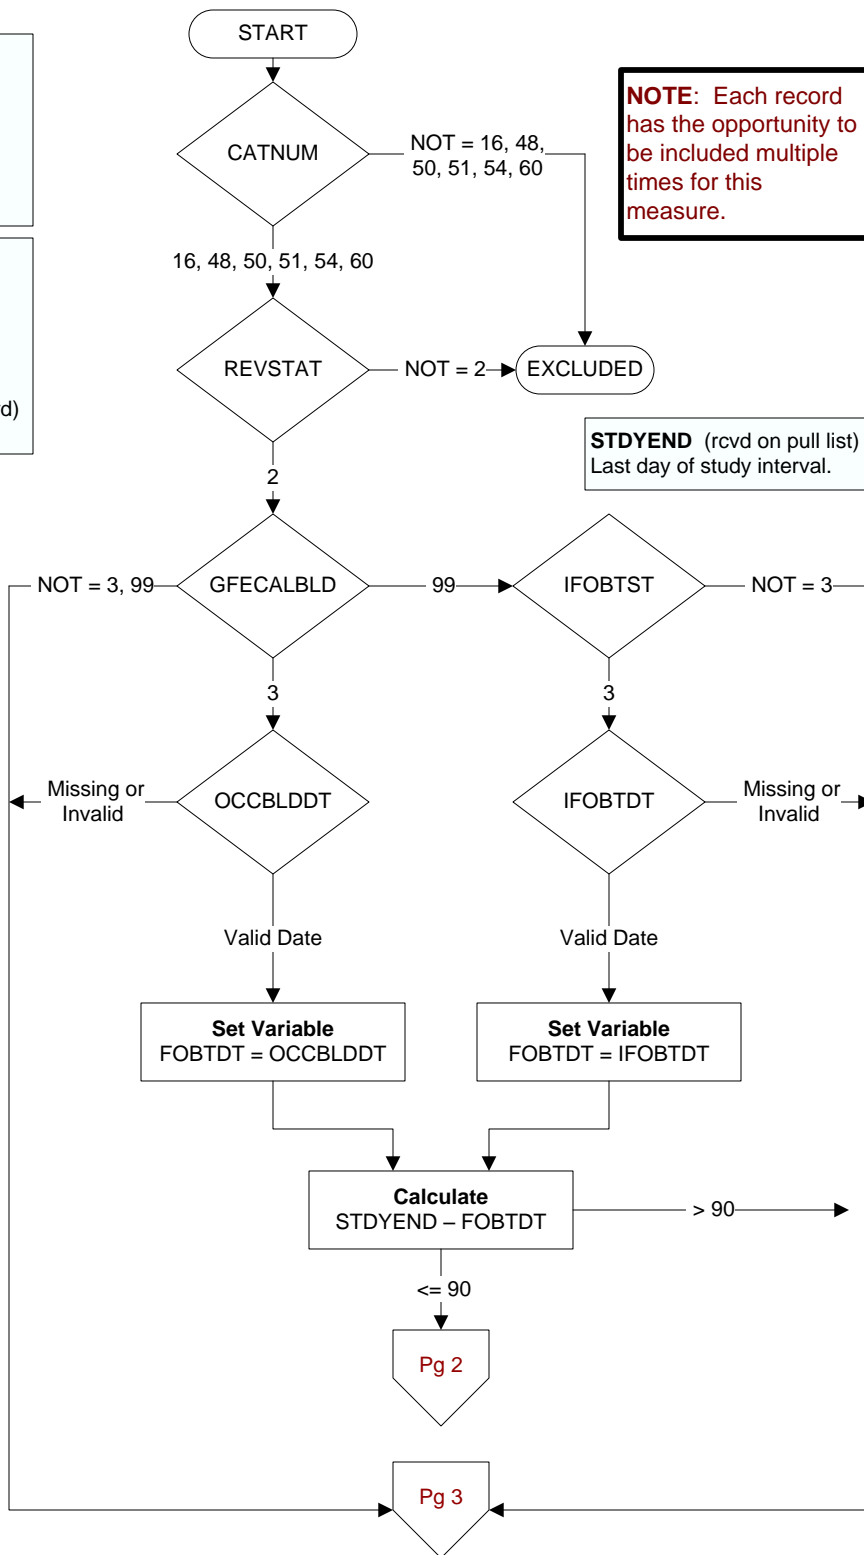 START
CATNUM
NOT = 16, 48,
50, 51, 54, 60
NOTE: Each record
has the opportunity to
be included multiple
times for this
measure.
16, 48, 50, 51, 54, 60
REVSTAT
NOT = 2
EXCLUDED
d)
STDYEND (rcvd on pull list)
Last day of study interval.
2
NOT = 3, 99
GFECALBLD
99
IFOBTST
NOT = 3
3
3
Missing or
Invalid
OCCBLDDT
IFOBTDT
Missing or
Invalid
Valid Date
Valid Date
Set Variable
FOBTDT = OCCBLDDT
Set Variable
FOBTDT = IFOBTDT
Calculate
STDYEND – FOBTDT
> 90
<= 90
Pg 2
Pg 3